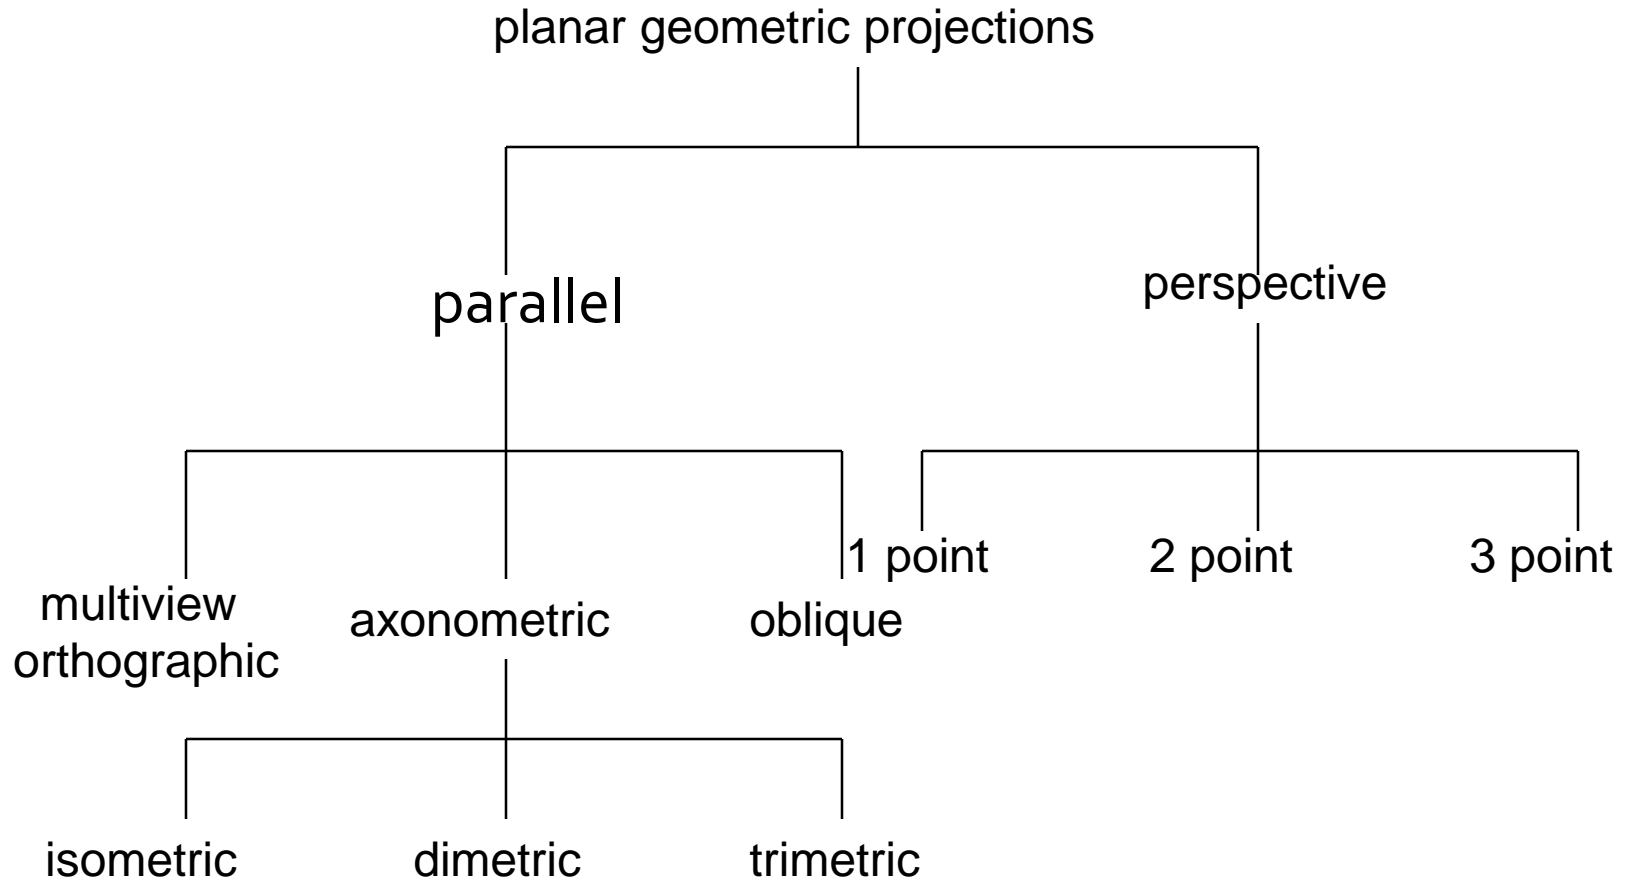 planar geometric projections
parallel
perspective
1 point
2 point
3 point
multiview
orthographic
axonometric
oblique
isometric
dimetric
trimetric